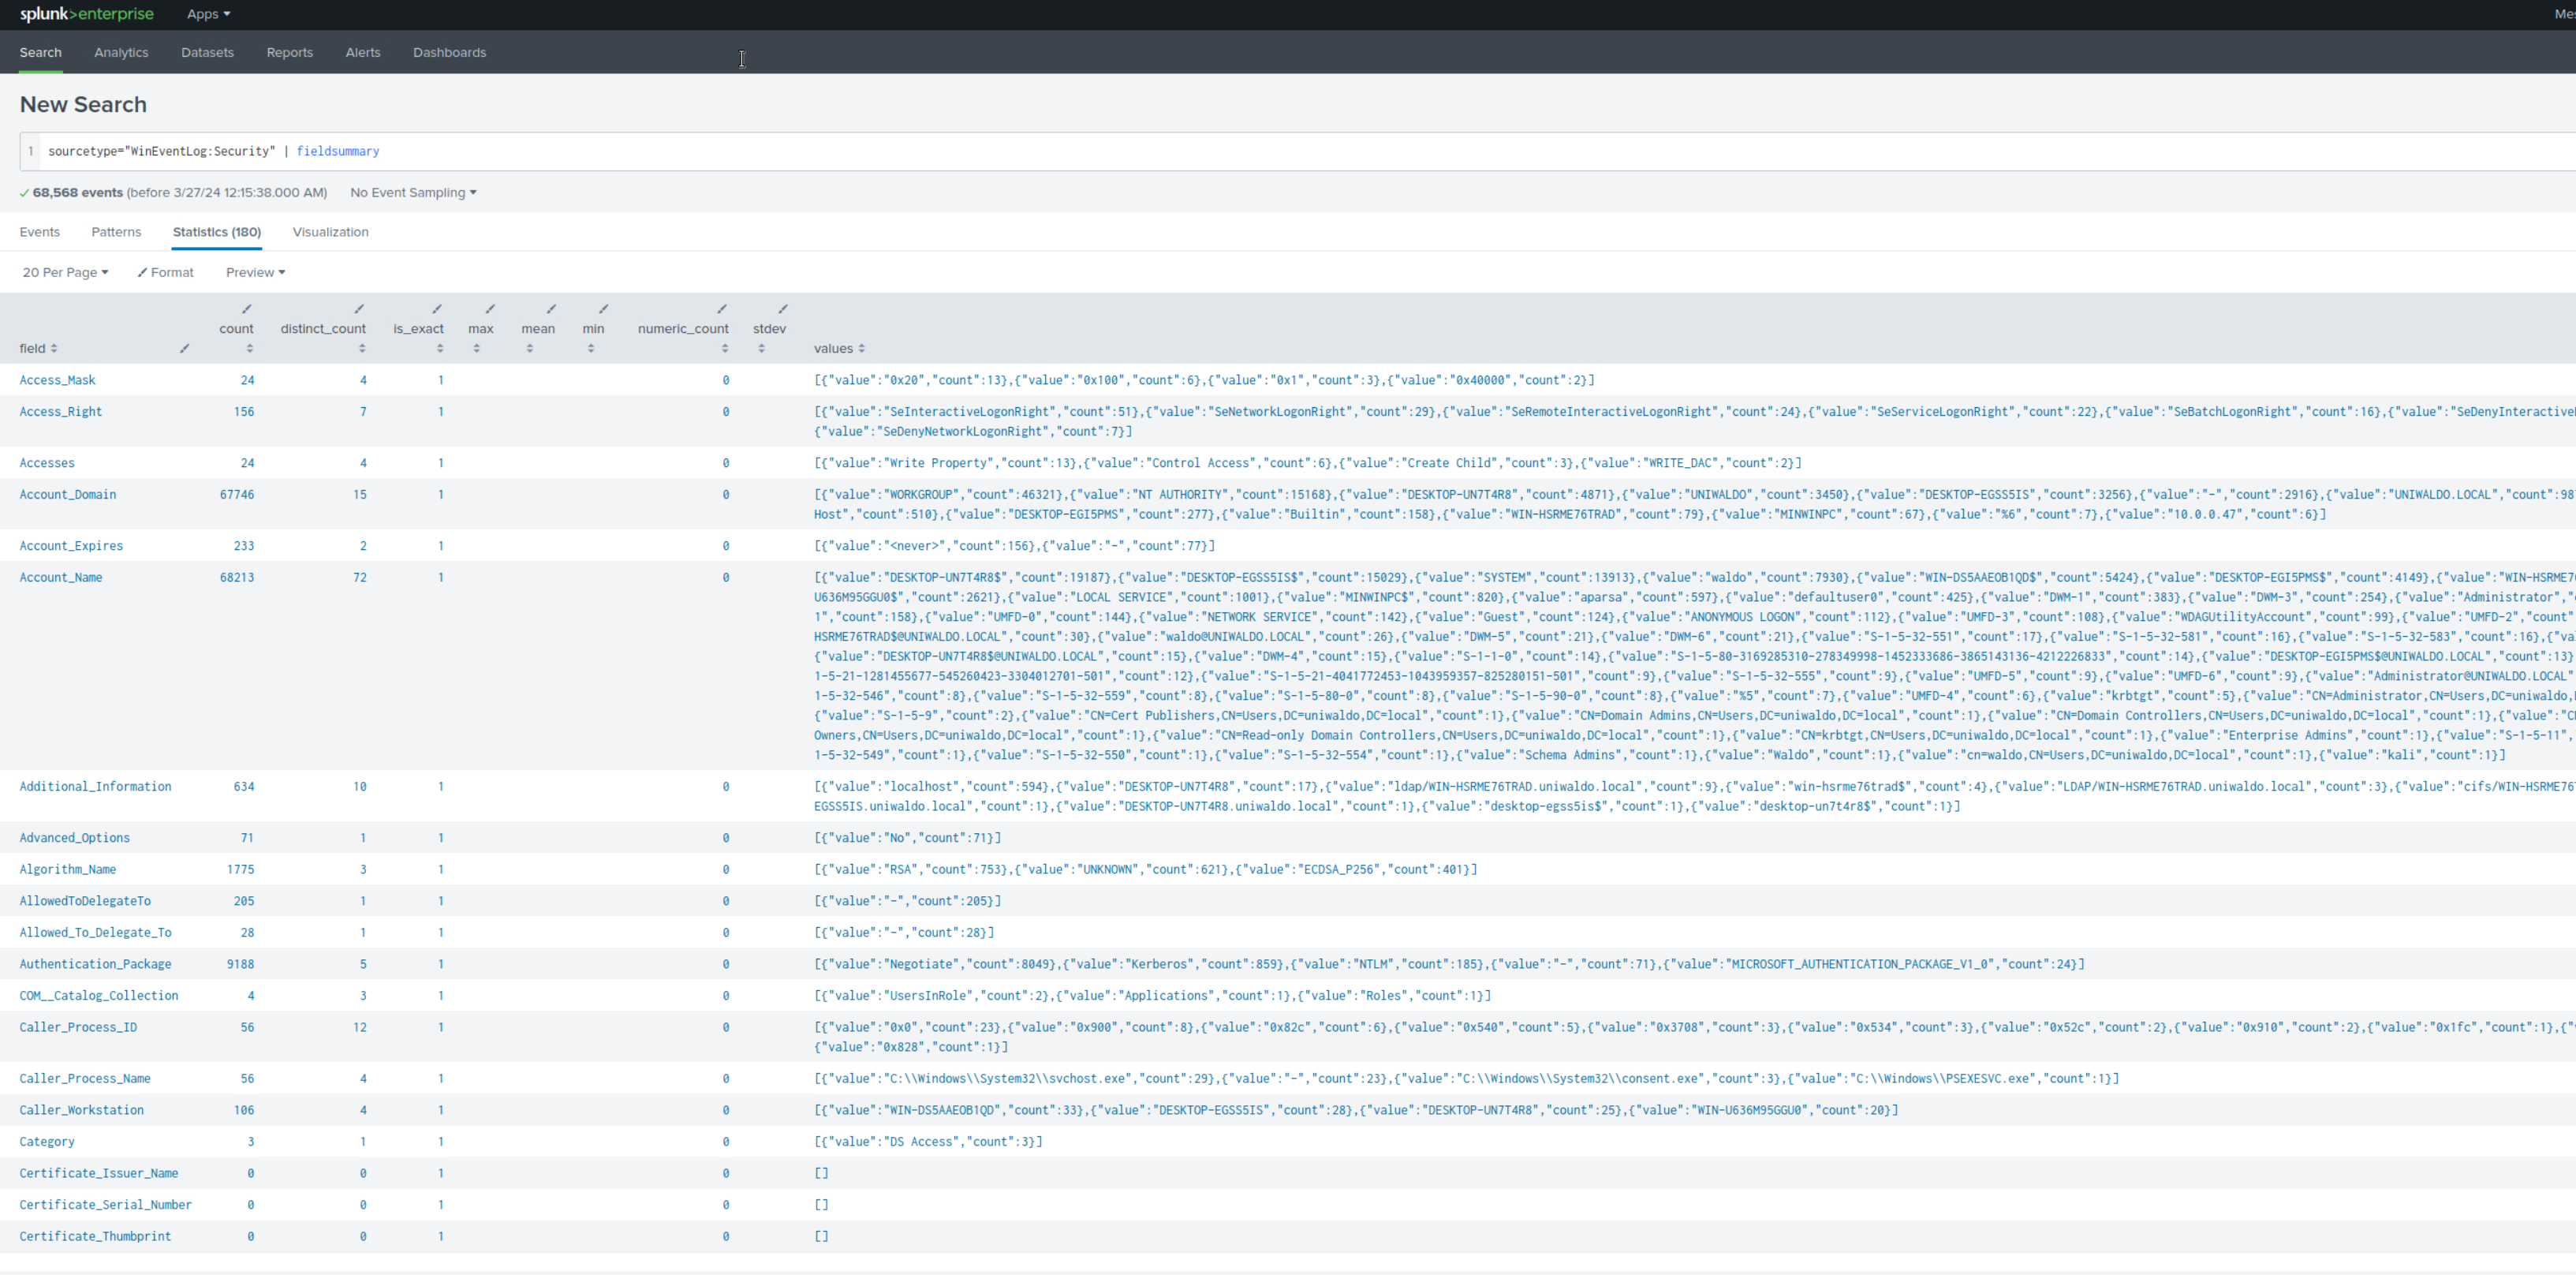 splunk>enterprise Apps Mes
Search Analytics Datasets Reports Alerts Dashboards
New Search
1 sourcetype="WinEventLog:Security" | fieldsummary
68,568 events (before 3/27/24 12:15:38.000 AM) No Event Sampling
Events Patterns Statistics (180) Visualization
20 Per Page Format Preview
field count distinct_count is_exact max mean min numeric_count stdev values
Access_Mask 24 4 1 0 [{"value":"0x20","count":13},{"value":"0x100","count":6},{"value":"0x1","count":3},{"value":"0x40000","count":2}]
Access_Right 156 7 1 0 [{"value":"SeInteractiveLogonRight","count":51},{"value":"SeNetworkLogonRight","count":29},{"value":"SeRemoteInteractiveLogonRight","count":24},{"value":"SeServiceLogonRight","count":22},{"value":"SeBatchLogonRight","count":16},{"value":"SeDenyInteractive
{"value":"SeDenyNetworkLogonRight","count":7}]
Accesses 24 4 1 0 [{"value":"Write Property","count":13},{"value":"Control Access","count":6},{"value":"Create Child","count":3},{"value":"WRITE_DAC","count":2}]
Account_Domain 67746 15 1 0 [{"value":"WORKGROUP","count":46321},{"value":"NT AUTHORITY","count":15168},{"value":"DESKTOP-UN7T4R8","count":4871},{"value":"UNIWALDO","count":3450},{"value":"DESKTOP-EGSS5IS","count":3256},{"value":"-","count":2916},{"value":"UNIWALDO.LOCAL","count":98
Host","count":510},{"value":"DESKTOP-EGI5PMS","count":277},{"value":"Builtin","count":158},{"value":"WIN-HSRME76TRAD","count":79},{"value":"MINWINPC","count":67},{"value":"%6","count":7},{"value":"10.0.0.47","count":6}]
Account_Expires 233 2 1 0 [{"value":"<never>","count":156},{"value":"-","count":77}]
Account_Name 68213 72 1 0 [{"value":"DESKTOP-UN7T4R8$","count":19187},{"value":"DESKTOP-EGSS5IS$","count":15029},{"value":"SYSTEM","count":13913},{"value":"waldo","count":7930},{"value":"WIN-DS5AAEOB1QD$","count":5424},{"value":"DESKTOP-EGI5PMS$","count":4149},{"value":"WIN-HSRME7
U636M95GGU0$","count":2621},{"value":"LOCAL SERVICE","count":1001},{"value":"MINWINPC$","count":820},{"value":"aparsa","count":597},{"value":"defaultuser0","count":425},{"value":"DWM-1","count":383},{"value":"DWM-3","count":254},{"value":"Administrator","
1","count":158},{"value":"UMFD-0","count":144},{"value":"NETWORK SERVICE","count":142},{"value":"Guest","count":124},{"value":"ANONYMOUS LOGON","count":112},{"value":"UMFD-3","count":108},{"value":"WDAGUtilityAccount","count":99},{"value":"UMFD-2","count"
HSRME76TRAD$@UNIWALDO.LOCAL","count":30},{"value":"waldo@UNIWALDO.LOCAL","count":26},{"value":"DWM-5","count":21},{"value":"DWM-6","count":21},{"value":"S-1-5-32-551","count":17},{"value":"S-1-5-32-581","count":16},{"value":"S-1-5-32-583","count":16},{"va
{"value":"DESKTOP-UN7T4R8$@UNIWALDO.LOCAL","count":15},{"value":"DWM-4","count":15},{"value":"S-1-1-0","count":14},{"value":"S-1-5-80-3169285310-278349998-1452333686-3865143136-4212226833","count":14},{"value":"DESKTOP-EGI5PMS$@UNIWALDO.LOCAL","count":13}
1-5-21-1281455677-545260423-3304012701-501","count":12},{"value":"S-1-5-21-4041772453-1043959357-825280151-501","count":9},{"value":"S-1-5-32-555","count":9},{"value":"UMFD-5","count":9},{"value":"UMFD-6","count":9},{"value":"Administrator@UNIWALDO.LOCAL"
1-5-32-546","count":8},{"value":"S-1-5-32-559","count":8},{"value":"S-1-5-80-0","count":8},{"value":"S-1-5-90-0","count":8},{"value":"%5","count":7},{"value":"UMFD-4","count":6},{"value":"krbtgt","count":5},{"value":"CN=Administrator,CN=Users,DC=uniwaldo,
{"value":"S-1-5-9","count":2},{"value":"CN=Cert Publishers,CN=Users,DC=uniwaldo,DC=local","count":1},{"value":"CN=Domain Admins,CN=Users,DC=uniwaldo,DC=local","count":1},{"value":"CN=Domain Controllers,CN=Users,DC=uniwaldo,DC=local","count":1},{"value":"C
Owners,CN=Users,DC=uniwaldo,DC=local","count":1},{"value":"CN=Read-only Domain Controllers,CN=Users,DC=uniwaldo,DC=local","count":1},{"value":"CN=krbtgt,CN=Users,DC=uniwaldo,DC=local","count":1},{"value":"Enterprise Admins","count":1},{"value":"S-1-5-11",
1-5-32-549","count":1},{"value":"S-1-5-32-550","count":1},{"value":"S-1-5-32-554","count":1},{"value":"Schema Admins","count":1},{"value":"Waldo","count":1},{"value":"cn=waldo,CN=Users,DC=uniwaldo,DC=local","count":1},{"value":"kali","count":1}]
Additional_Information 634 10 1 0 [{"value":"localhost","count":594},{"value":"DESKTOP-UN7T4R8","count":17},{"value":"ldap/WIN-HSRME76TRAD.uniwaldo.local","count":9},{"value":"win-hsrme76trad$","count":4},{"value":"LDAP/WIN-HSRME76TRAD.uniwaldo.local","count":3},{"value":"cifs/WIN-HSRME76
EGSS5IS.uniwaldo.local","count":1},{"value":"DESKTOP-UN7T4R8.uniwaldo.local","count":1},{"value":"desktop-egss5is$","count":1},{"value":"desktop-un7t4r8$","count":1}]
Advanced_Options 71 1 1 0 [{"value":"No","count":71}]
Algorithm_Name 1775 3 1 0 [{"value":"RSA","count":753},{"value":"UNKNOWN","count":621},{"value":"ECDSA_P256","count":401}]
AllowedToDelegateTo 205 1 1 0 [{"value":"-","count":205}]
Allowed_To_Delegate_To 28 1 1 0 [{"value":"-","count":28}]
Authentication_Package 9188 5 1 0 [{"value":"Negotiate","count":8049},{"value":"Kerberos","count":859},{"value":"NTLM","count":185},{"value":"-","count":71},{"value":"MICROSOFT_AUTHENTICATION_PACKAGE_V1_0","count":24}]
COM__Catalog_Collection 4 3 1 0 [{"value":"UsersInRole","count":2},{"value":"Applications","count":1},{"value":"Roles","count":1}]
Caller_Process_ID 56 12 1 0 [{"value":"0x0","count":23},{"value":"0x900","count":8},{"value":"0x82c","count":6},{"value":"0x540","count":5},{"value":"0x3708","count":3},{"value":"0x534","count":3},{"value":"0x52c","count":2},{"value":"0x910","count":2},{"value":"0x1fc","count":1},{"
{"value":"0x828","count":1}]
Caller_Process_Name 56 4 1 0 [{"value":"C:\\Windows\\System32\\svchost.exe","count":29},{"value":"-","count":23},{"value":"C:\\Windows\\System32\\consent.exe","count":3},{"value":"C:\\Windows\\PSEXESVC.exe","count":1}]
Caller_Workstation 106 4 1 0 [{"value":"WIN-DS5AAEOB1QD","count":33},{"value":"DESKTOP-EGSS5IS","count":28},{"value":"DESKTOP-UN7T4R8","count":25},{"value":"WIN-U636M95GGU0","count":20}]
Category 3 1 1 0 [{"value":"DS Access","count":3}]
Certificate_Issuer_Name 0 0 1 0 []
Certificate_Serial_Number 0 0 1 0 []
Certificate_Thumbprint 0 0 1 0 []